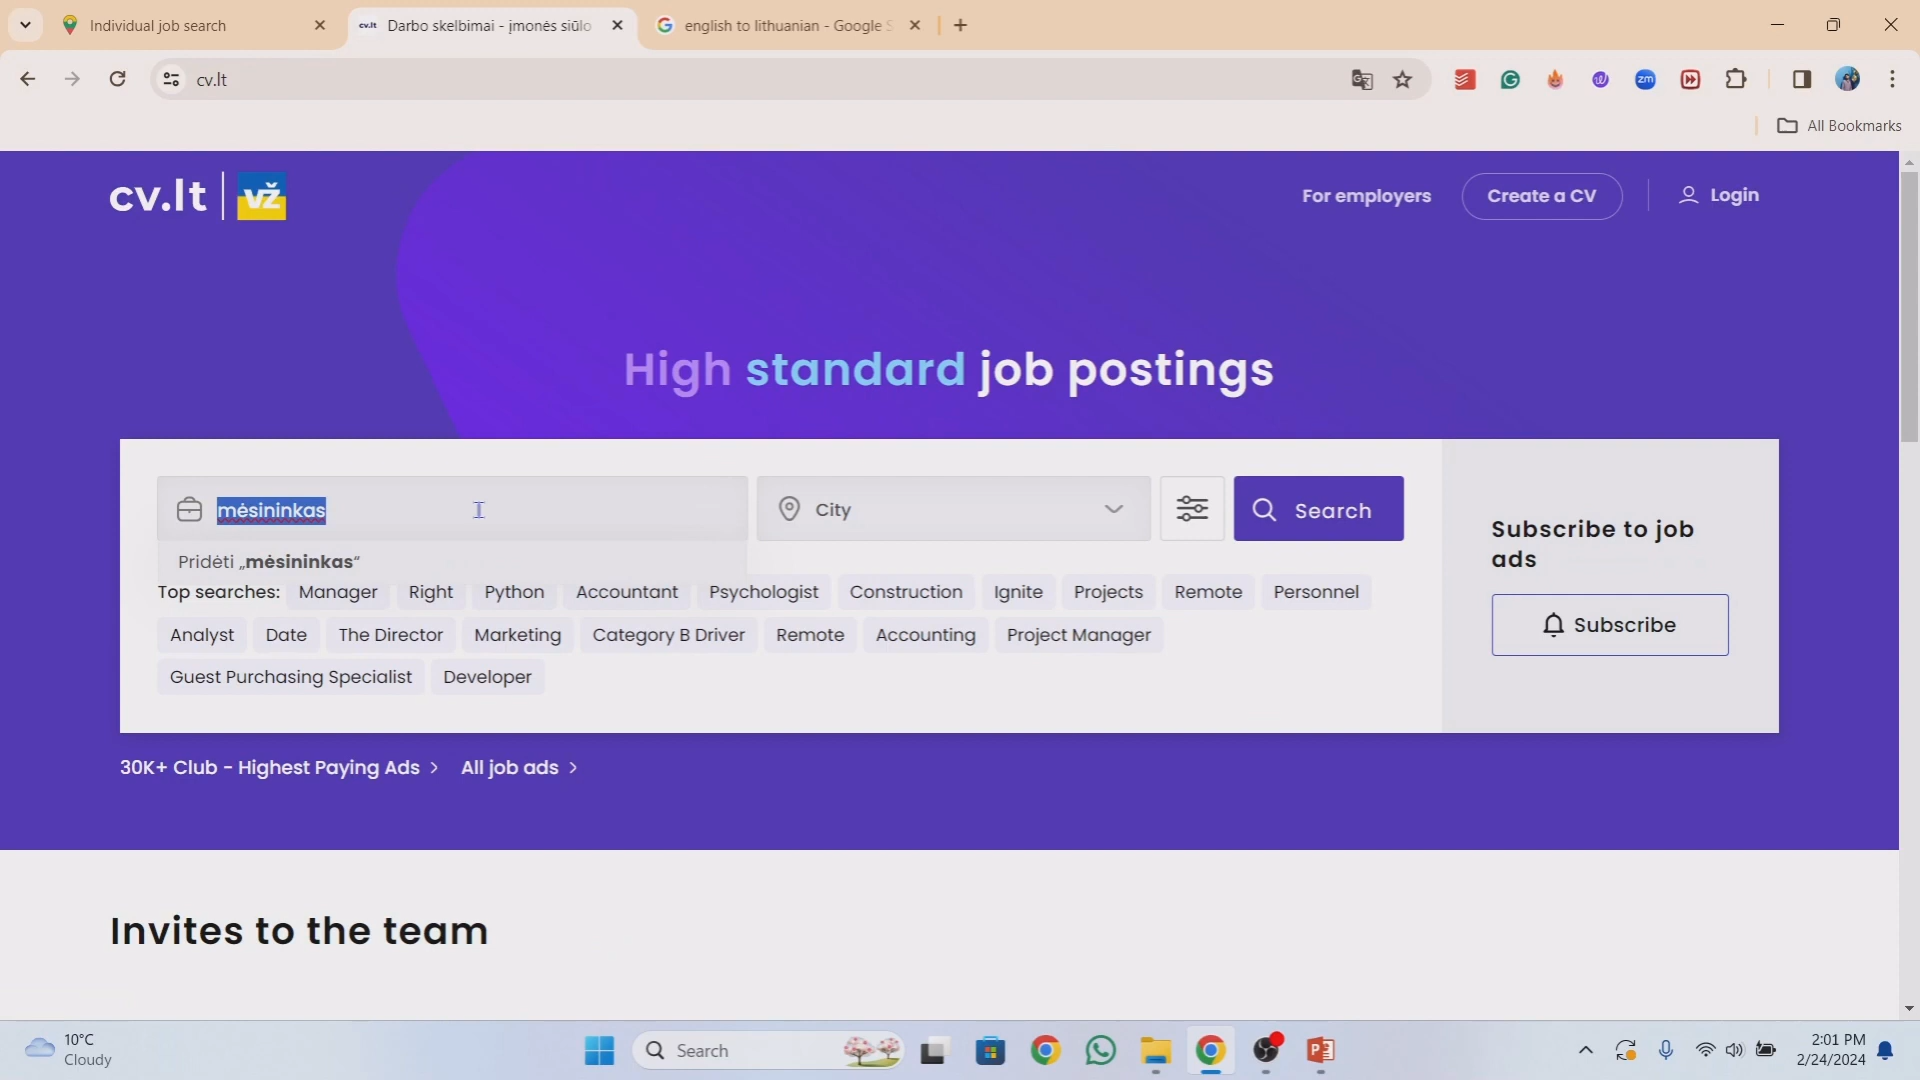 Individual job search
cv.lt
Darbo skelbimai - įmonės siūlo
english to lithuanian - Google S
cv.lt
All Bookmarks
cv.lt | vž
For employers
Create a CV
Login
High standard job postings
mėsininkas
City
Search
Pridėti „mėsininkas“
Top searches: Manager Right Python Accountant Psychologist Construction Ignite Projects Remote Personnel
Analyst Date The Director Marketing Category B Driver Remote Accounting Project Manager
Guest Purchasing Specialist Developer
Subscribe to job
ads
Subscribe
30K+ Club - Highest Paying Ads
All job ads
Invites to the team
10°C
Cloudy
Search
2:01 PM
2/24/2024